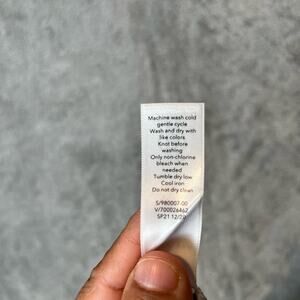 Machine wash cold
gentle cycle
Wash and dry with
like colors
Knot before
washing
Only non-chlorine
bleach when
needed
Tumble dry low
Cool iron
Do not dry clean
S/980007-00
V/700026462
SP21 12/20